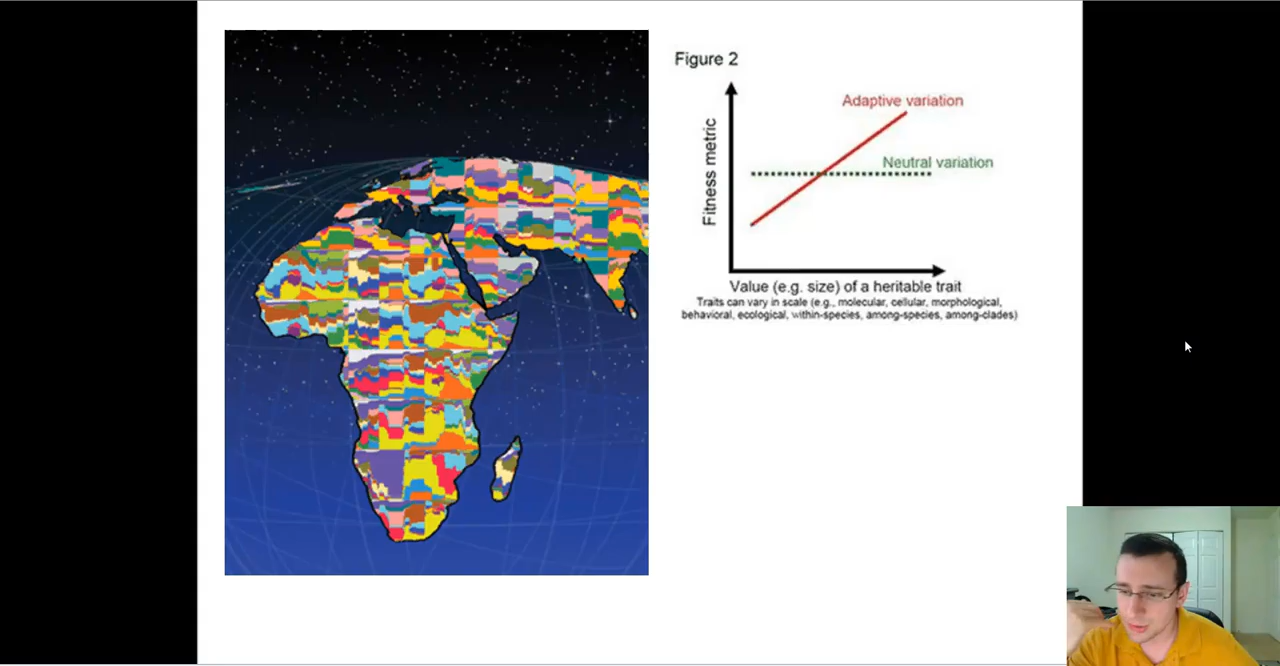 Figure 2
Adaptive variation
Neutral variation
Fitness metric
Value (e.g. size) of a heritable trait
Traits can vary in scale (e.g., molecular, cellular, morphological,
behavioral, ecological, within-species, among-species, among-clades)